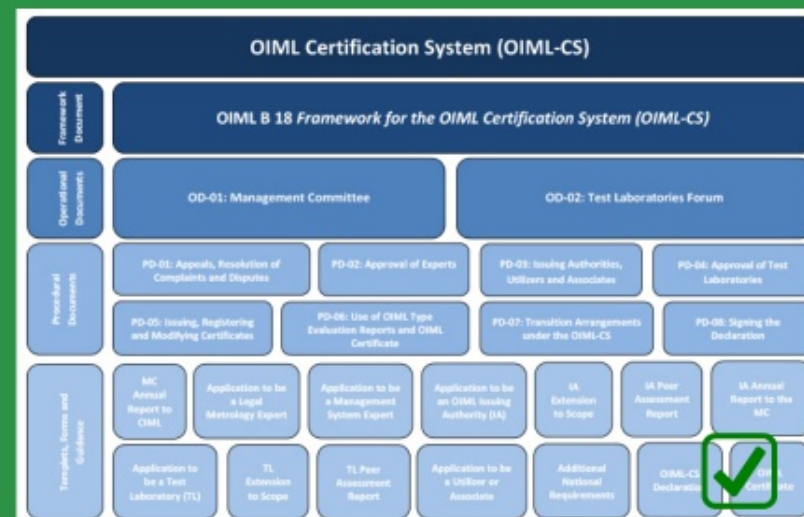 OIML Certification System (OIML-CS)
Framework
Document
OIML B 18 Framework for the OIML Certification System (OIML-CS)
Operational
Documents
OD-01: Management Committee
OD-02: Test Laboratories Forum
Procedural
Documents
PD-01: Appeals, Resolution of
Complaints and Disputes
PD-02: Approval of Experts
PD-03: Issuing Authorities,
Utilizers and Associates
PD-04: Approval of Test
Laboratories
PD-05: Issuing, Registering
and Modifying Certificates
PD-06: Use of OIML Type
Evaluation Reports and OIML
Certificate
PD-07: Transition Arrangements
under the OIML-CS
PD-08: Signing the
Declaration
Templets, Forms and
Guidance
MC
Annual
Report to
CIML
Application to be
a Legal
Metrology Expert
Application to be
a Management
System Expert
Application to be
an OIML Issuing
Authority (IA)
IA
Extension
to Scope
IA Peer
Assessment
Report
IA Annual
Report to the
MC
Application to
be a Test
Laboratory (TL)
TL
Extension
to Scope
TL Peer
Assessment
Report
Application to be
a Utilizer or
Associate
Additional
National
Requirements
OIML-CS
Declaration
OIML
Certificate